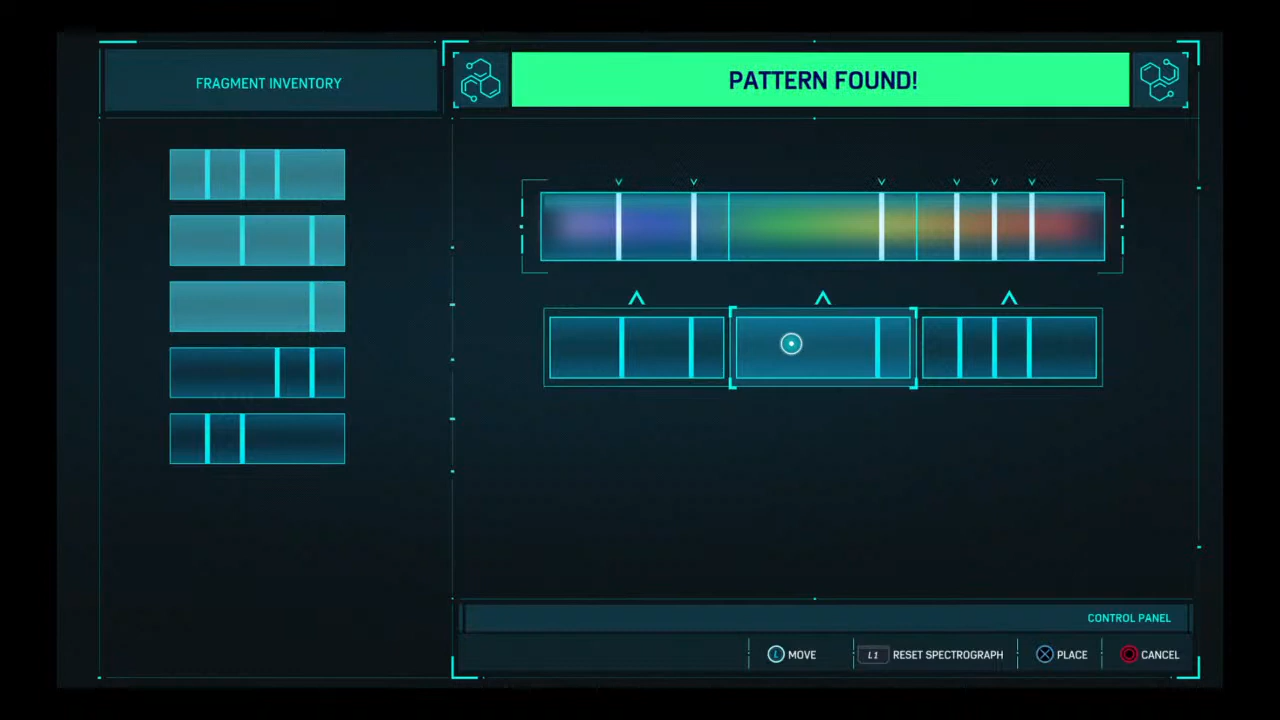 FRAGMENT INVENTORY
PATTERN FOUND!
CONTROL PANEL
L MOVE
L1 RESET SPECTROGRAPH
PLACE
CANCEL